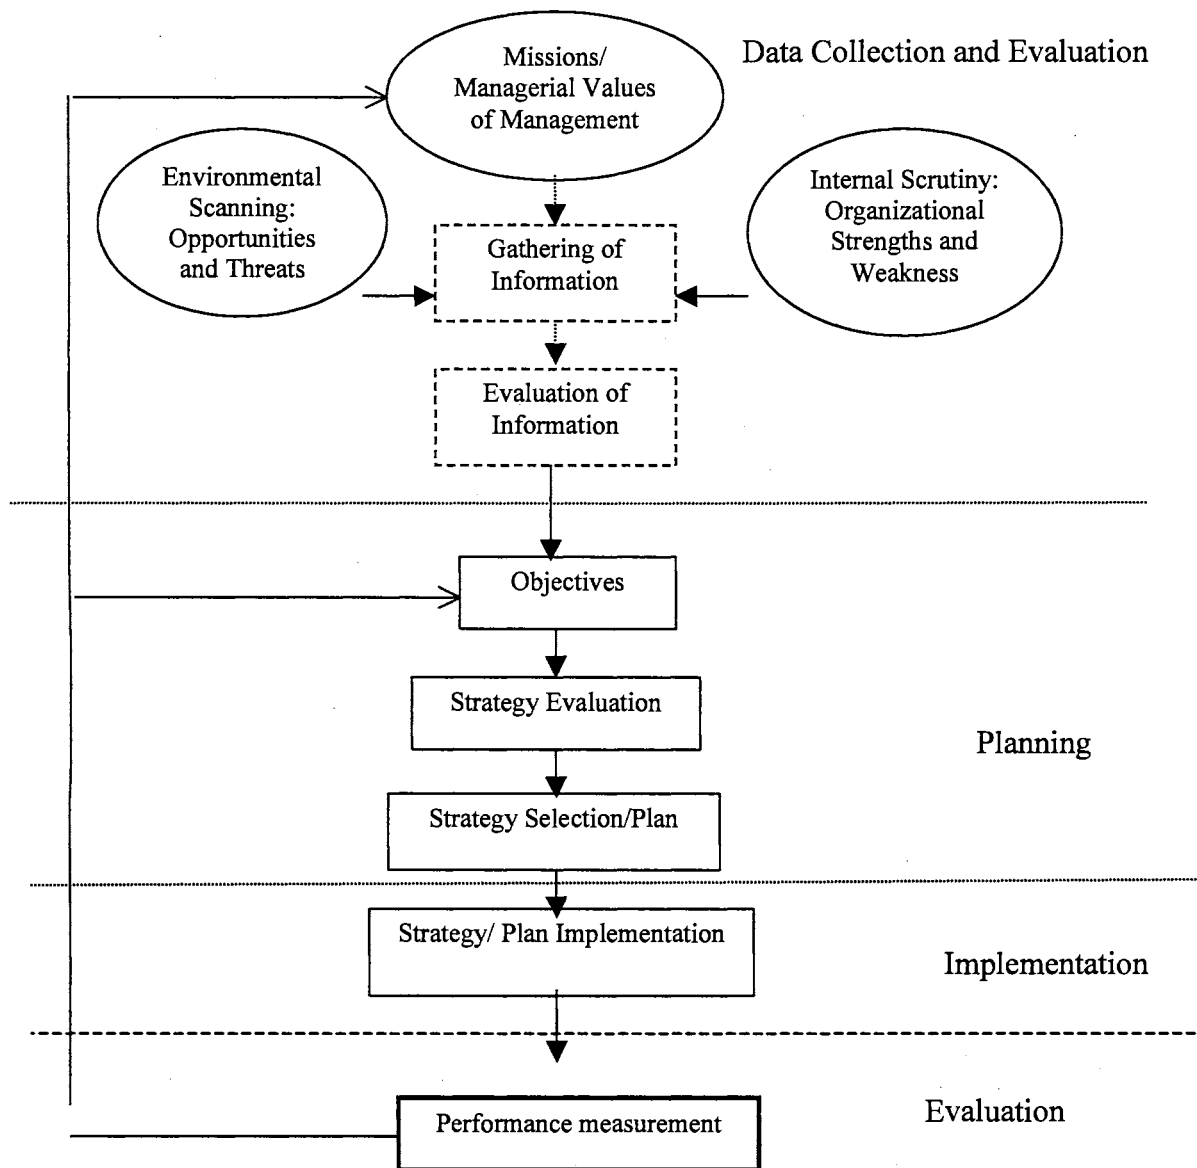 Data Collection and Evaluation
Missions/
Managerial Values
of Management
Environmental
Scanning:
Opportunities
and Threats
Internal Scrutiny:
Organizational
Strengths and
Weakness
Gathering of
Information
Evaluation of
Information
Objectives
Strategy Evaluation
Planning
Strategy Selection/Plan
Strategy/ Plan Implementation
Implementation
Performance measurement
Evaluation